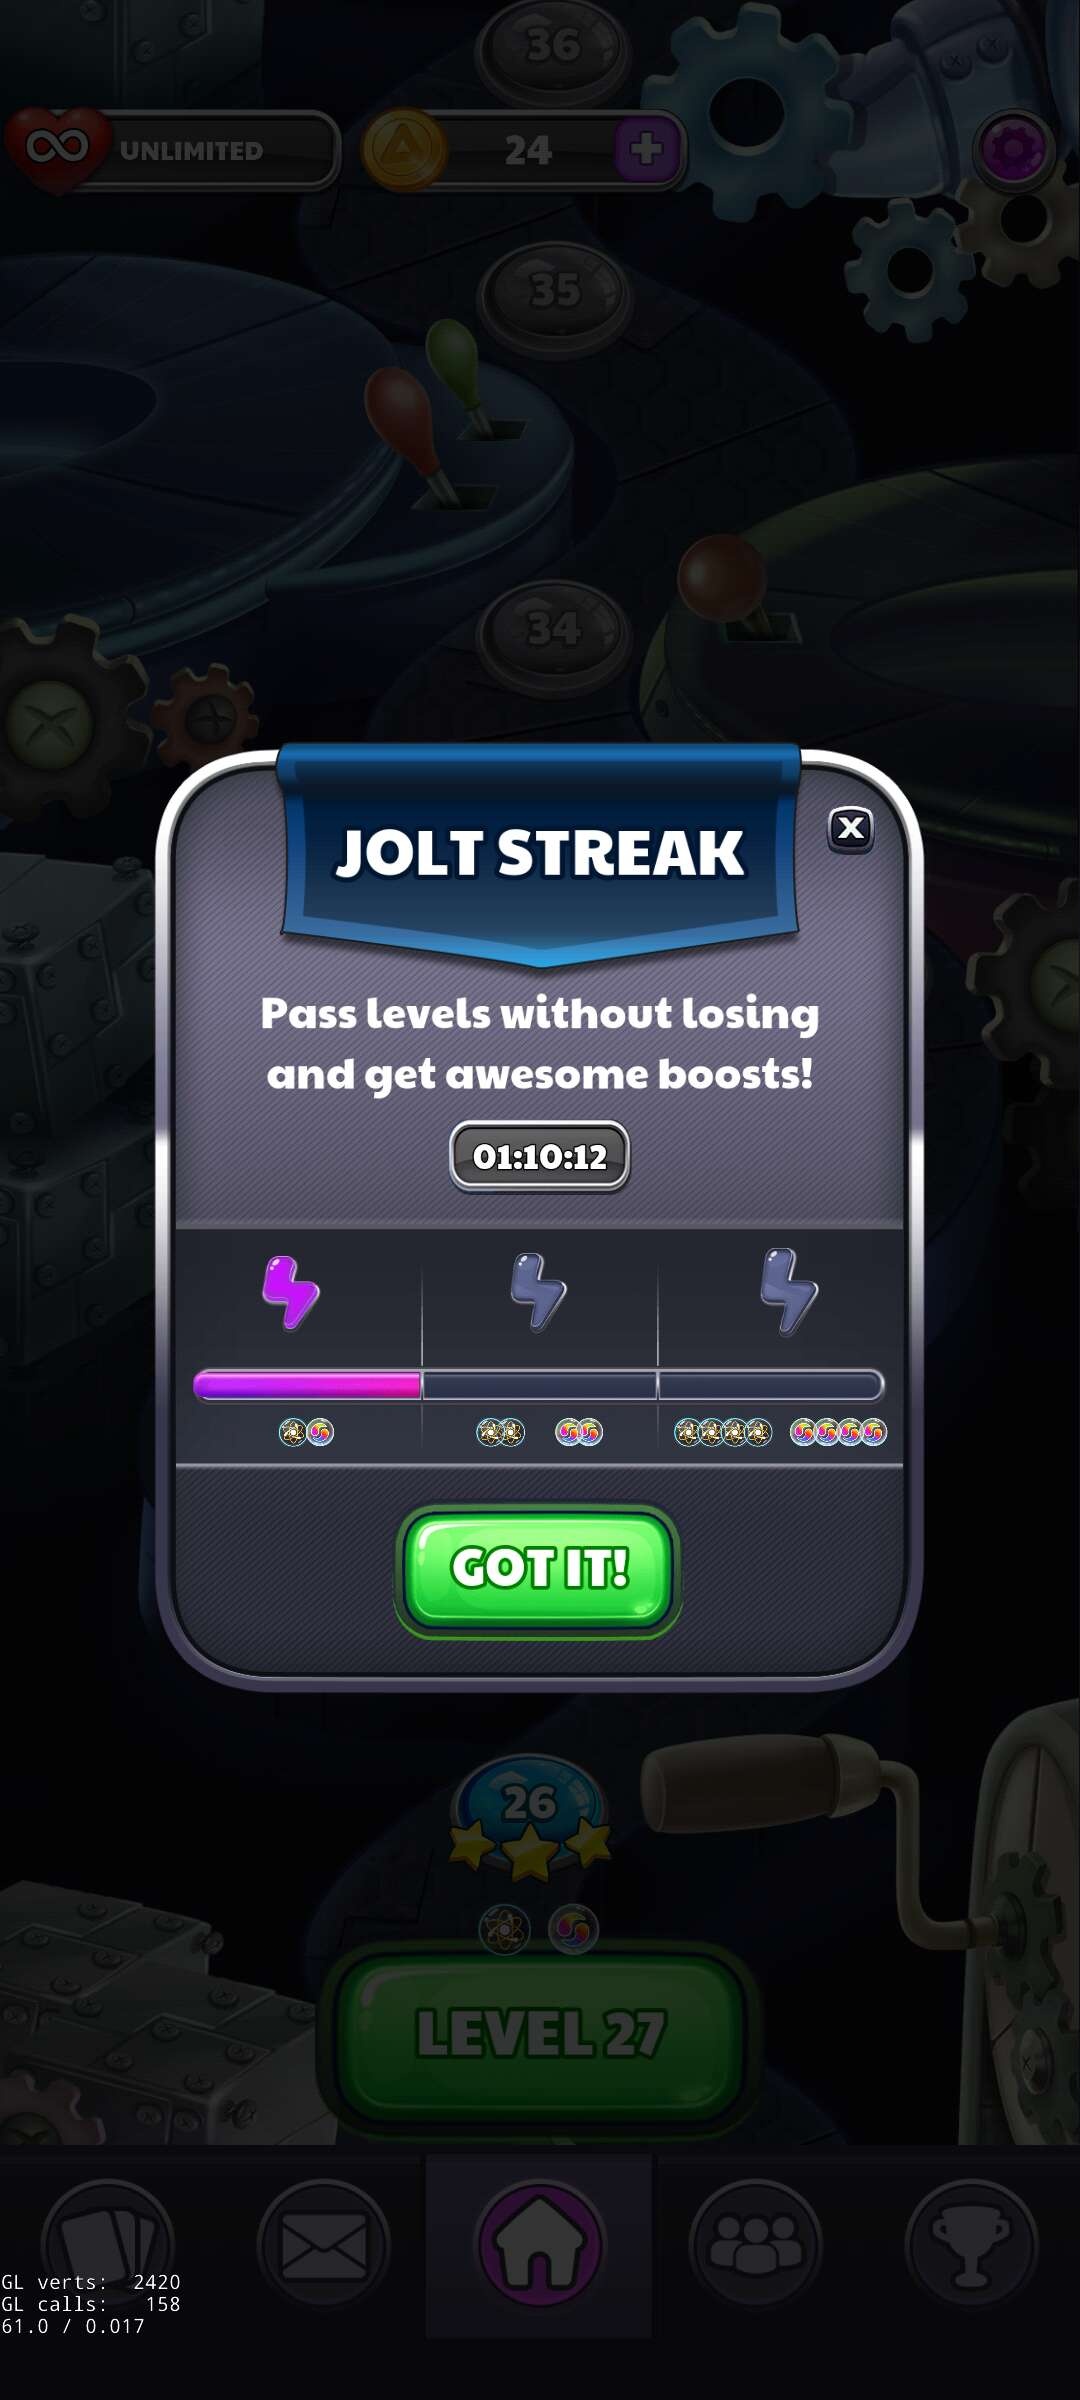 36
UNLIMITED
24
35
34
JOLT STREAK
X
Pass levels without losing
and get awesome boosts!
01:10:12
GOT IT!
26
LEVEL 27
GL verts: 2420
GL calls: 158
61.0 / 0.017